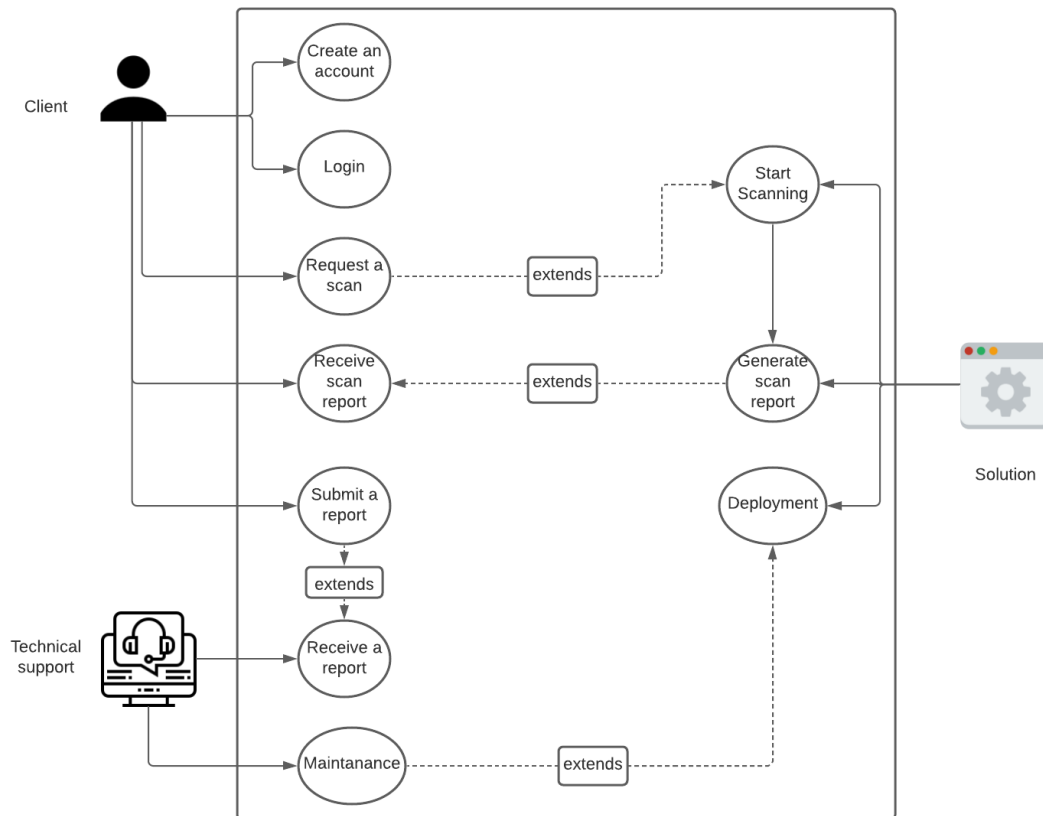 Create an
account
Client
Login
Start
Scanning
Request a
scan
extends
Receive
scan
report
extends
Generate
scan
report
Solution
Submit a
report
Deployment
extends
Technical
support
Receive a
report
Maintanance
extends